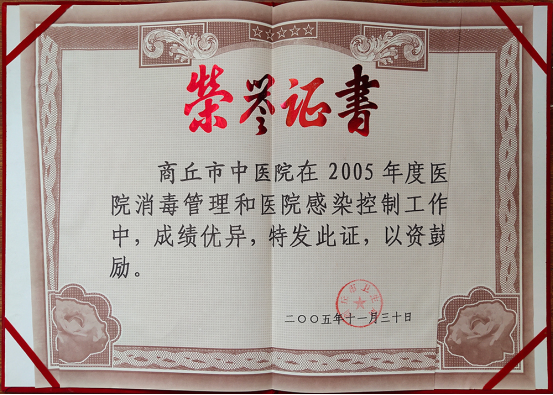 荣誉证书
商丘市中医院在 2005 年度医
院消毒管理和医院感染控制工作
中，成绩优异，特发此证，以资鼓
励。
二〇〇五年十一月三十日